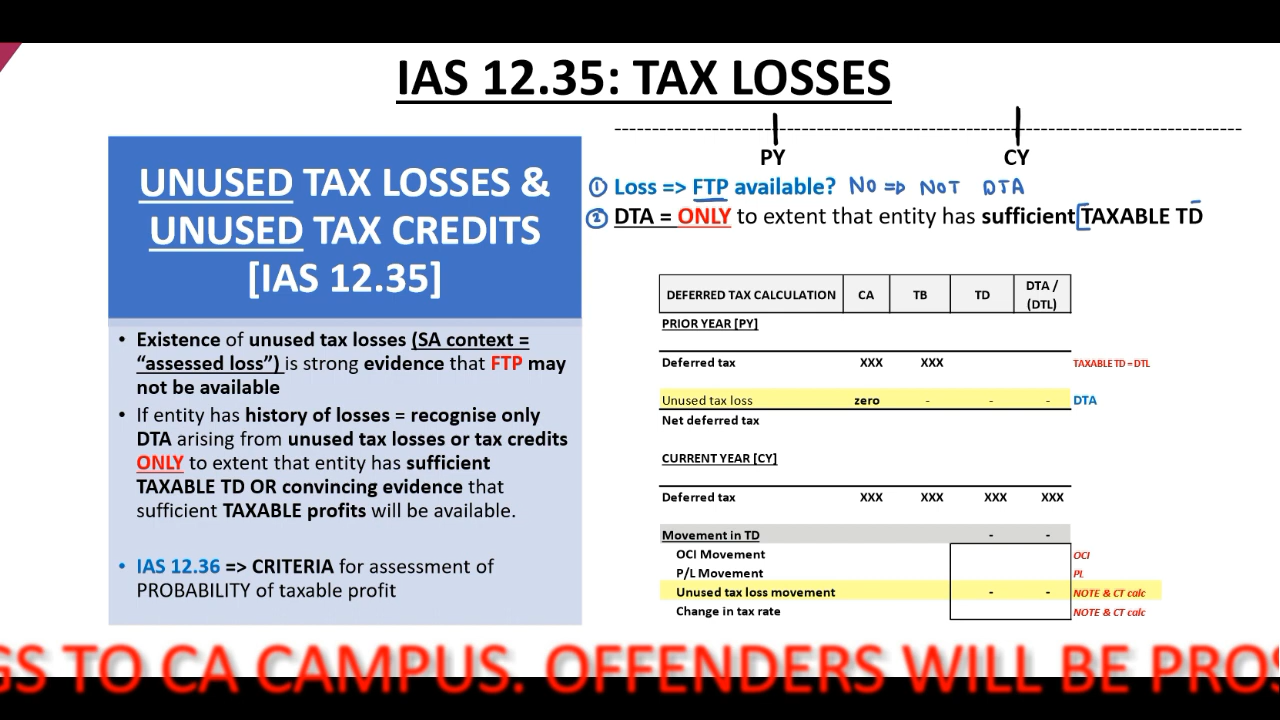 IAS 12.35: TAX LOSSES
PY
CY
UNUSED TAX LOSSES &
UNUSED TAX CREDITS
[IAS 12.35]
① Loss => FTP available? NO => NOT DTA
② DTA = ONLY to extent that entity has sufficient [TAXABLE TD
• Existence of unused tax losses (SA context =
“assessed loss”) is strong evidence that FTP may
not be available
• If entity has history of losses = recognise only
DTA arising from unused tax losses or tax credits
ONLY to extent that entity has sufficient
TAXABLE TD OR convincing evidence that
sufficient TAXABLE profits will be available.
• IAS 12.36 => CRITERIA for assessment of
PROBABILITY of taxable profit
DEFERRED TAX CALCULATION CA TB TD DTA / (DTL)
PRIOR YEAR [PY]
Deferred tax XXX XXX TAXABLE TD = DTL
Unused tax loss zero - - - DTA
Net deferred tax
CURRENT YEAR [CY]
Deferred tax XXX XXX XXX XXX
Movement in TD - -
OCI Movement OCI
P/L Movement PL
Unused tax loss movement - - NOTE & CT calc
Change in tax rate NOTE & CT calc
GS TO CA CAMPUS. OFFENDERS WILL BE PROS